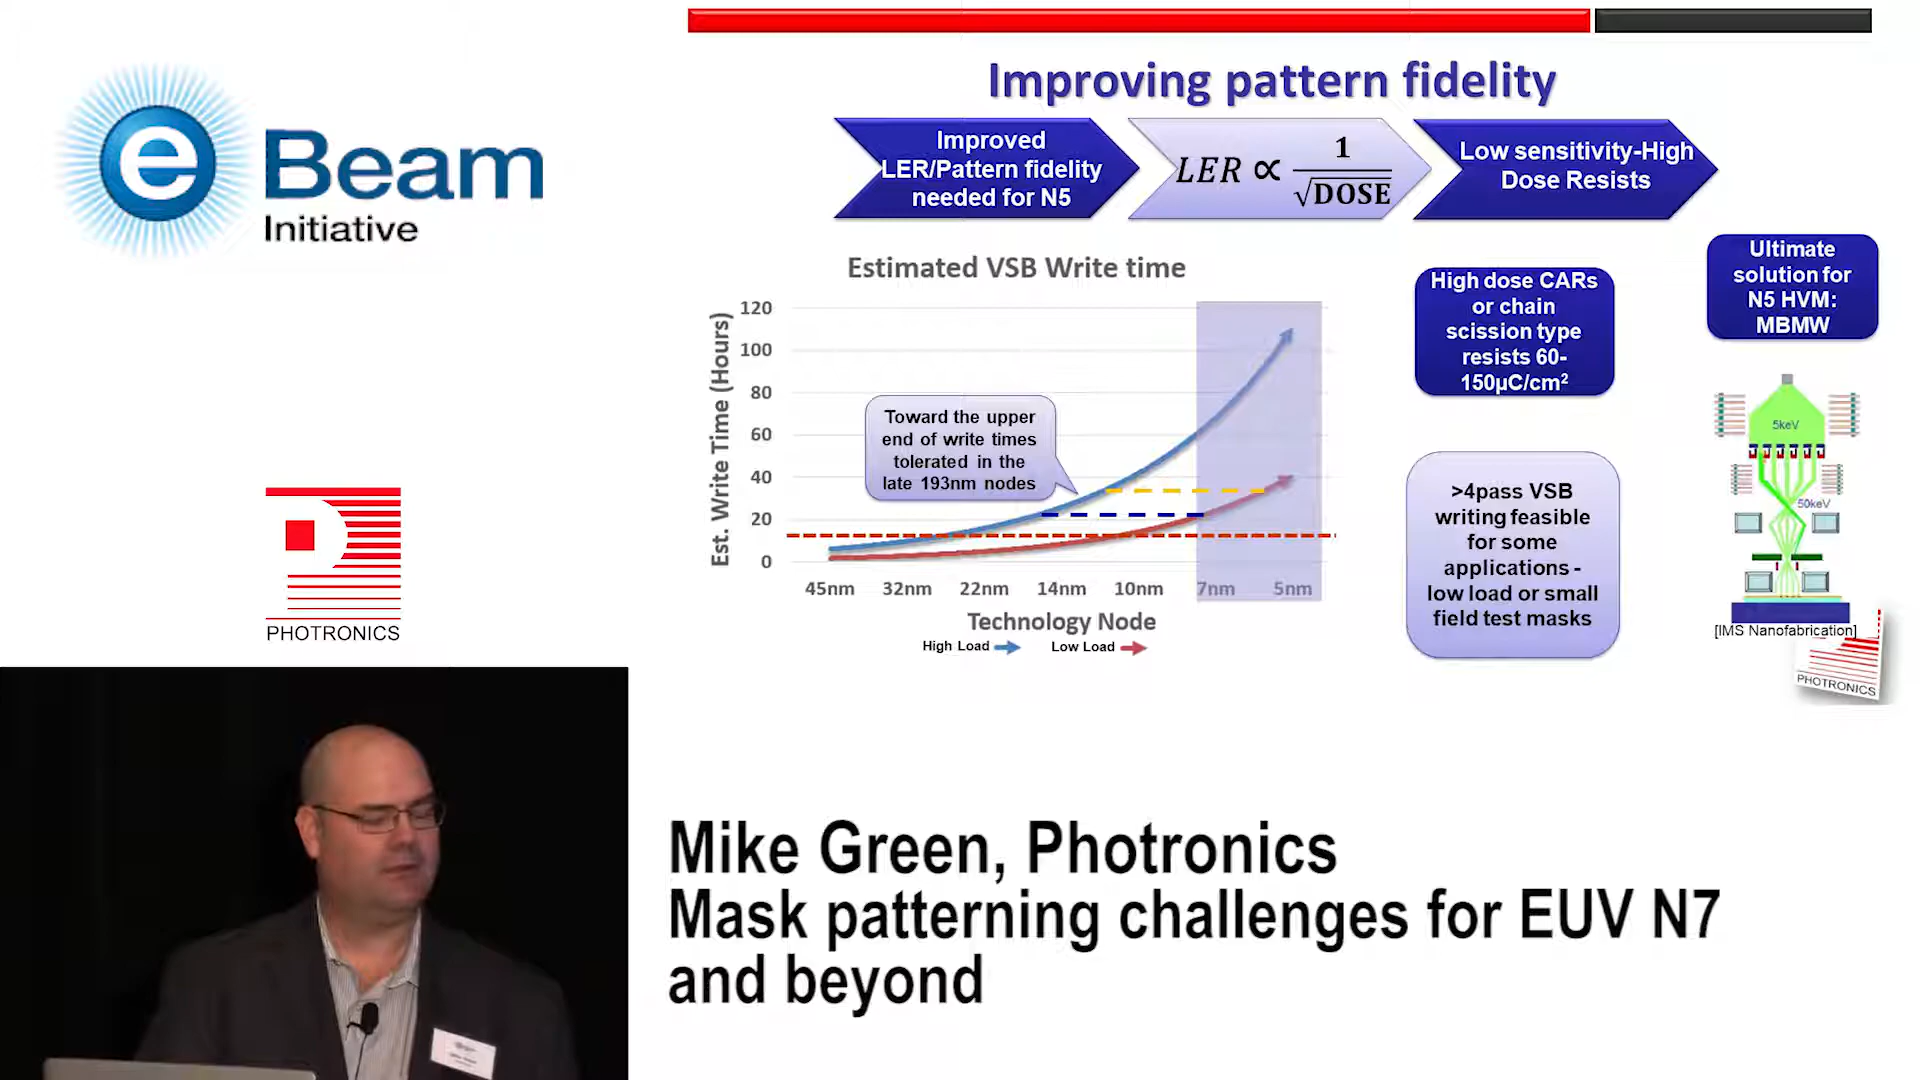 e Beam
Initiative
PHOTRONICS
Improving pattern fidelity
Improved
LER/Pattern fidelity
needed for N5
LER ∝ 1/√DOSE
Low sensitivity-High
Dose Resists
Estimated VSB Write time
Est. Write Time (Hours)
120
100
80
60
40
20
0
Toward the upper
end of write times
tolerated in the
late 193nm nodes
45nm 32nm 22nm 14nm 10nm 7nm 5nm
Technology Node
High Load Low Load
High dose CARs
or chain
scission type
resists 60-
150µC/cm²
>4pass VSB
writing feasible
for some
applications -
low load or small
field test masks
Ultimate
solution for
N5 HVM:
MBMW
5keV
50keV
[IMS Nanofabrication]
PHOTRONICS
Mike Green, Photronics
Mask patterning challenges for EUV N7
and beyond